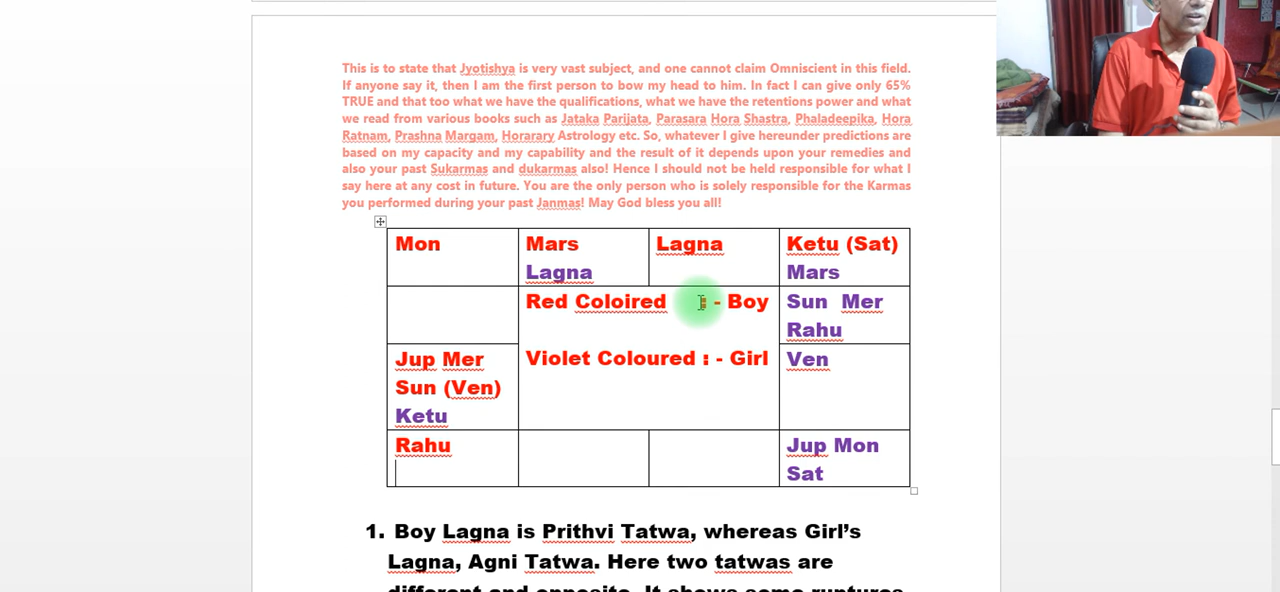 This is to state that Jyotishya is very vast subject, and one cannot claim Omniscient in this field.
If anyone say it, then I am the first person to bow my head to him. In fact I can give only 65%
TRUE and that too what we have the qualifications, what we have the retentions power and what
we read from various books such as Jataka Parijata, Parasara Hora Shastra, Phaladeepika, Hora
Ratnam, Prashna Margam, Horarary Astrology etc. So, whatever I give hereunder predictions are
based on my capacity and my capability and the result of it depends upon your remedies and
also your past Sukarmas and dukarmas also! Hence I should not be held responsible for what I
say here at any cost in future. You are the only person who is solely responsible for the Karmas
you performed during your past Janmas! May God bless you all!
Mon Mars Lagna Ketu (Sat)
Lagna Mars
Red Coloired : - Boy Sun Mer
Rahu
Jup Mer Violet Coloured : - Girl Ven
Sun (Ven)
Ketu
Rahu Jup Mon
Sat
1. Boy Lagna is Prithvi Tatwa, whereas Girl's
Lagna, Agni Tatwa. Here two tatwas are
different and opposite. It shows some ruptures